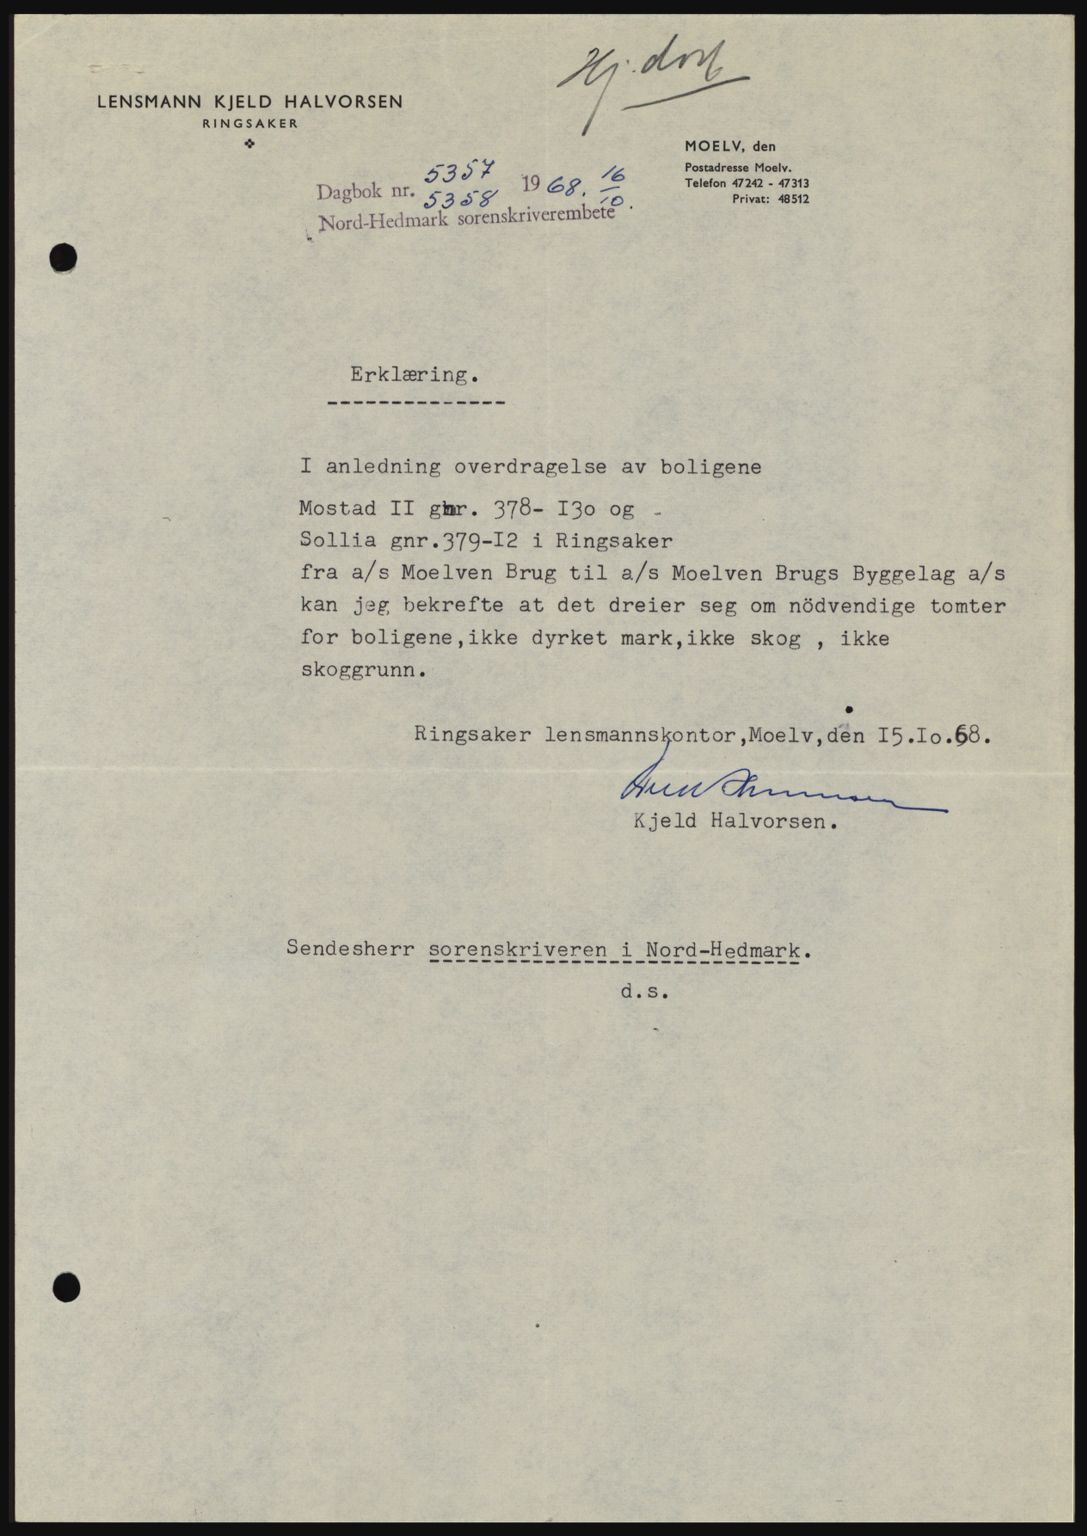 Hj. dok
LENSMANN KJELD HALVORSEN
RINGSAKER
MOELV, den
Postadresse Moelv.
Telefon 47242 - 47313
Privat: 48512
5357
Dagbok nr. 5358 1968. 16/10.
Nord-Hedmark sorenskriverembete
Erklæring.
I anledning overdragelse av boligene
Mostad II gnr. 378- I3o og -
Sollia gnr.379-I2 i Ringsaker
fra a/s Moelven Brug til a/s Moelven Brugs Byggelag a/s
kan jeg bekrefte at det dreier seg om nödvendige tomter
for boligene,ikke dyrket mark,ikke skog , ikke
skoggrunn.
Ringsaker lensmannskontor,Moelv,den I5.Io.68.
Kjeld Halvorsen.
Sendesherr sorenskriveren i Nord-Hedmark.
d.s.